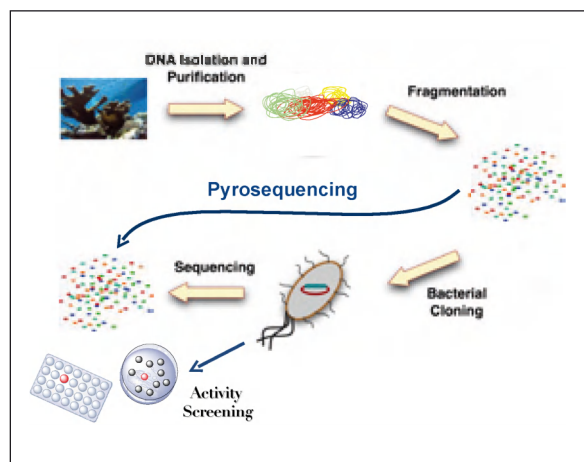 DNA Isolation and
Purification
Fragmentation
Pyrosequencing
Sequencing
Bacterial
Cloning
Activity
Screening